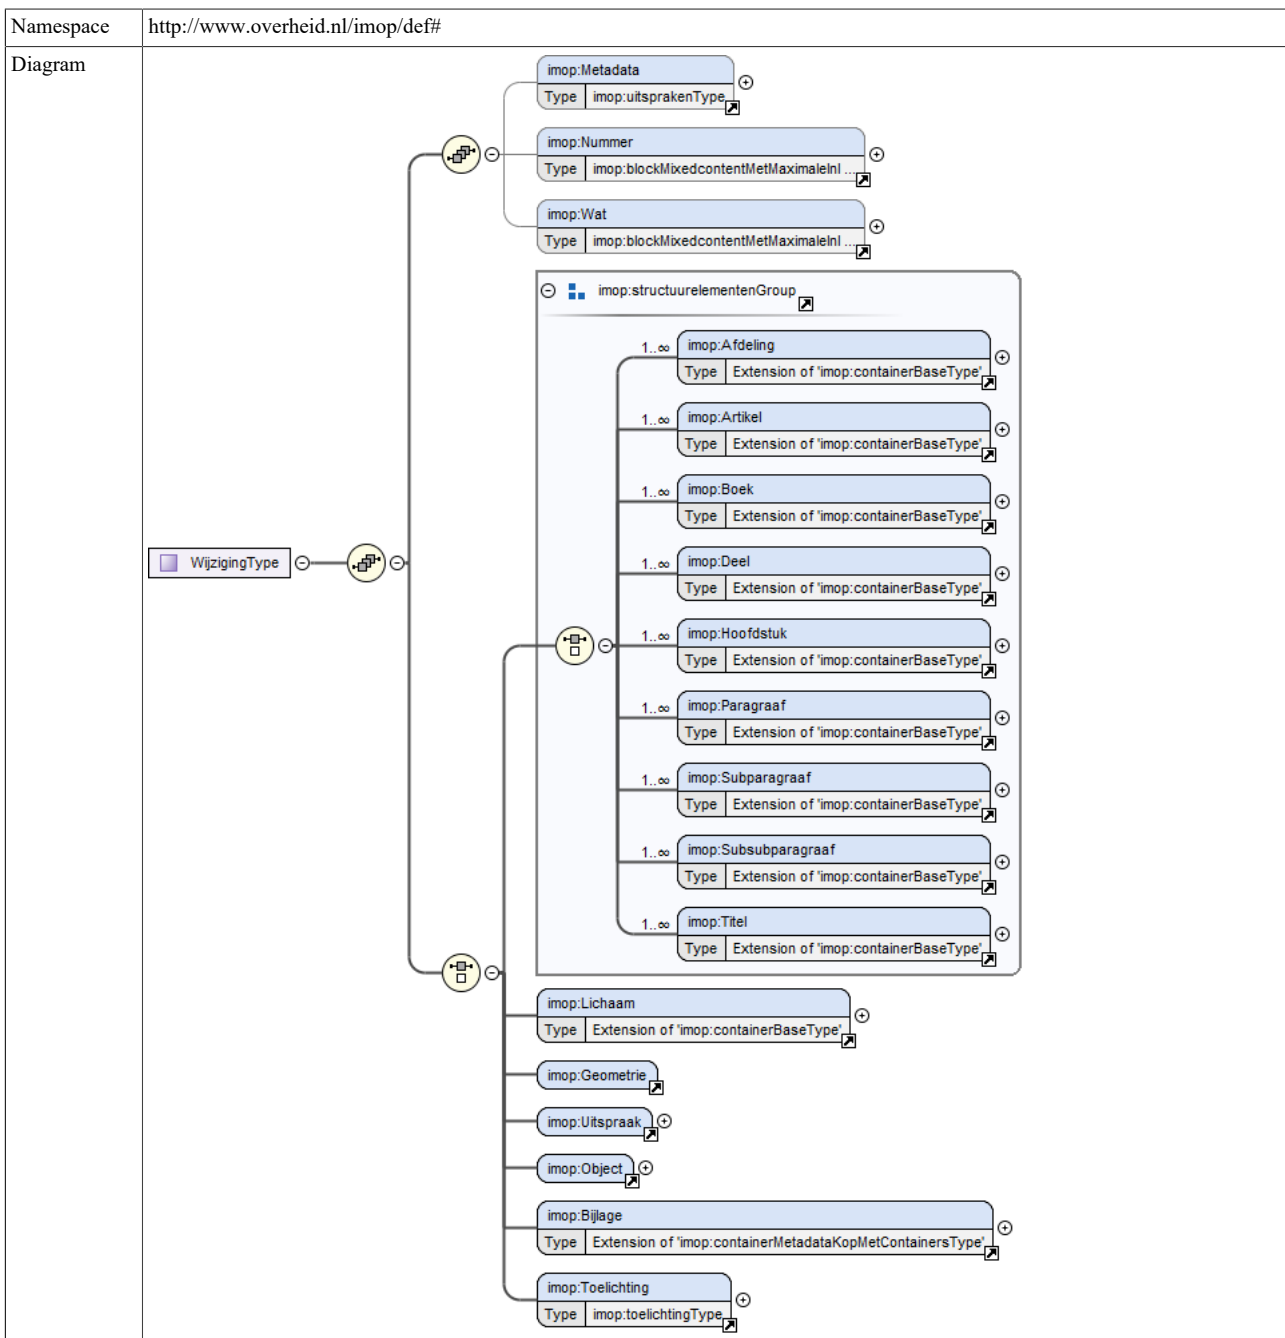 Namespace http://www.overheid.nl/imop/def#
Diagram
imop:Metadata
Type imop:uitsprakenType
imop:Nummer
Type imop:blockMixedcontentMetMaximaleInl ...
imop:Wat
Type imop:blockMixedcontentMetMaximaleInl ...
imop:structuurelementenGroup
1..∞ imop:Afdeling
Type Extension of 'imop:containerBaseType'
1..∞ imop:Artikel
Type Extension of 'imop:containerBaseType'
1..∞ imop:Boek
Type Extension of 'imop:containerBaseType'
WijzigingType
1..∞ imop:Deel
Type Extension of 'imop:containerBaseType'
1..∞ imop:Hoofdstuk
Type Extension of 'imop:containerBaseType'
1..∞ imop:Paragraaf
Type Extension of 'imop:containerBaseType'
1..∞ imop:Subparagraaf
Type Extension of 'imop:containerBaseType'
1..∞ imop:Subsubparagraaf
Type Extension of 'imop:containerBaseType'
1..∞ imop:Titel
Type Extension of 'imop:containerBaseType'
imop:Lichaam
Type Extension of 'imop:containerBaseType'
imop:Geometrie
imop:Uitspraak
imop:Object
imop:Bijlage
Type Extension of 'imop:containerMetadataKopMetContainersType'
imop:Toelichting
Type imop:toelichtingType